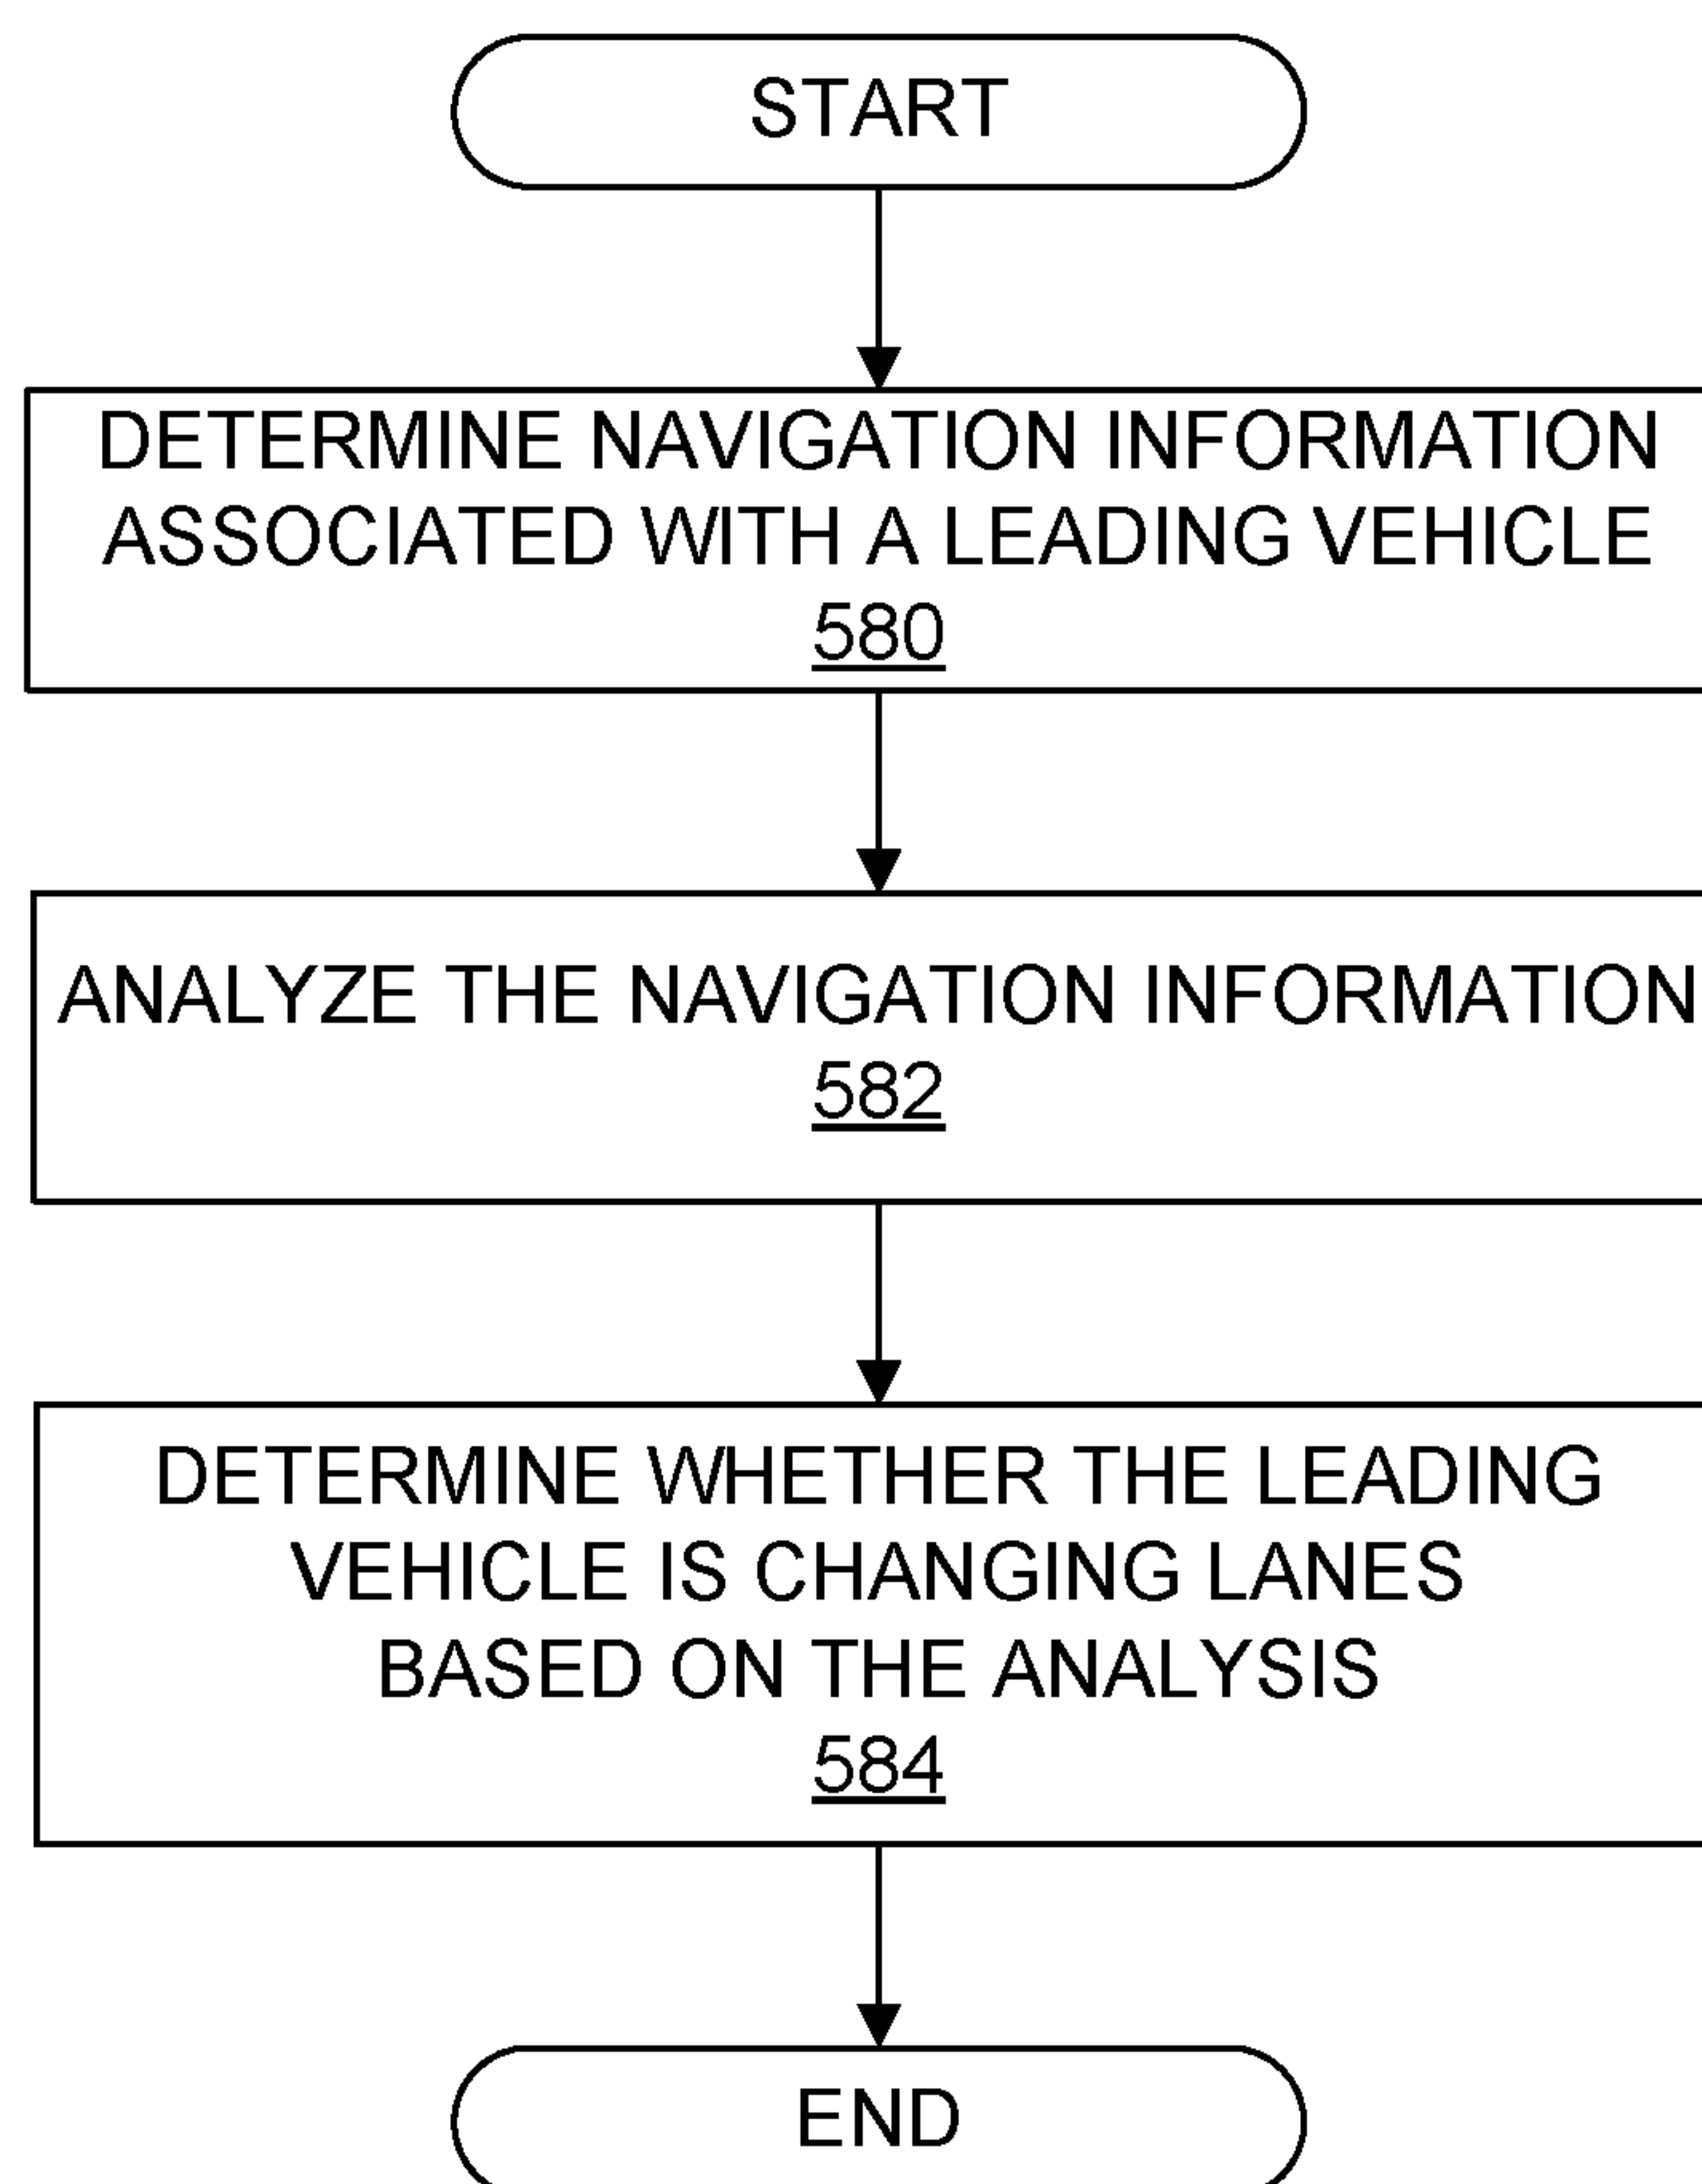 START
DETERMINE NAVIGATION INFORMATION
ASSOCIATED WITH A LEADING VEHICLE
580
ANALYZE THE NAVIGATION INFORMATION
582
DETERMINE WHETHER THE LEADING
VEHICLE IS CHANGING LANES
BASED ON THE ANALYSIS
584
END